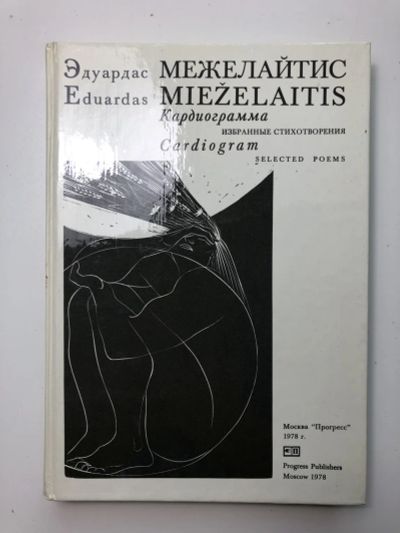 Эдуардас МЕЖЕЛАЙТИС
Eduardas MIEŽELAITIS
Кардиограмма
ИЗБРАННЫЕ СТИХОТВОРЕНИЯ
Cardiogram
SELECTED POEMS
Москва "Прогресс"
1978 г.
Progress Publishers
Moscow 1978